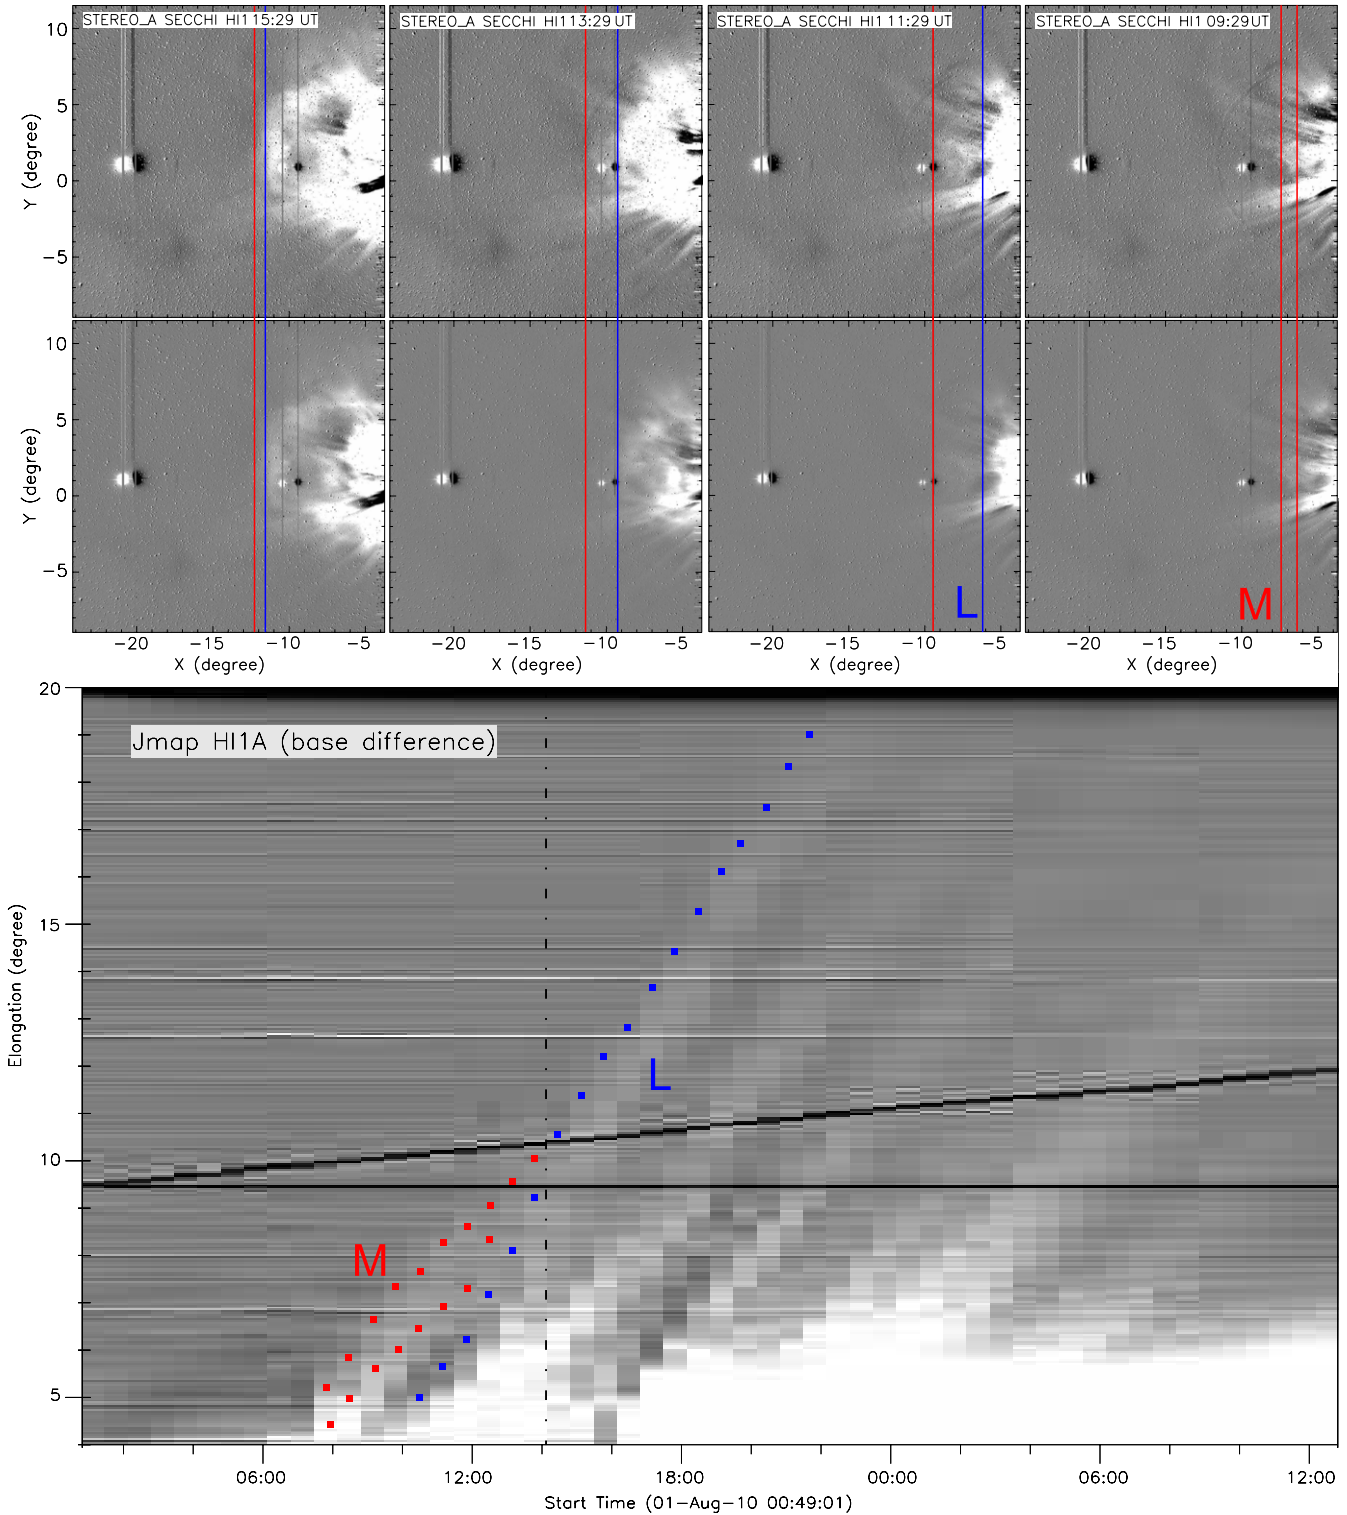 STEREO_A SECCHI HI1 15:29 UT
STEREO_A SECCHI HI1 13:29 UT
STEREO_A SECCHI HI1 11:29 UT
STEREO_A SECCHI HI1 09:29 UT
10
5
0
−5
Y (degree)
10
5
0
−5
Y (degree)
L
M
−20 −15 −10 −5
−20 −15 −10 −5
−20 −15 −10 −5
−20 −15 −10 −5
X (degree)
X (degree)
X (degree)
X (degree)
20
15
10
5
Elongation (degree)
Jmap HI1A (base difference)
L
M
06:00 12:00 18:00 00:00 06:00 12:00
Start Time (01−Aug−10 00:49:01)